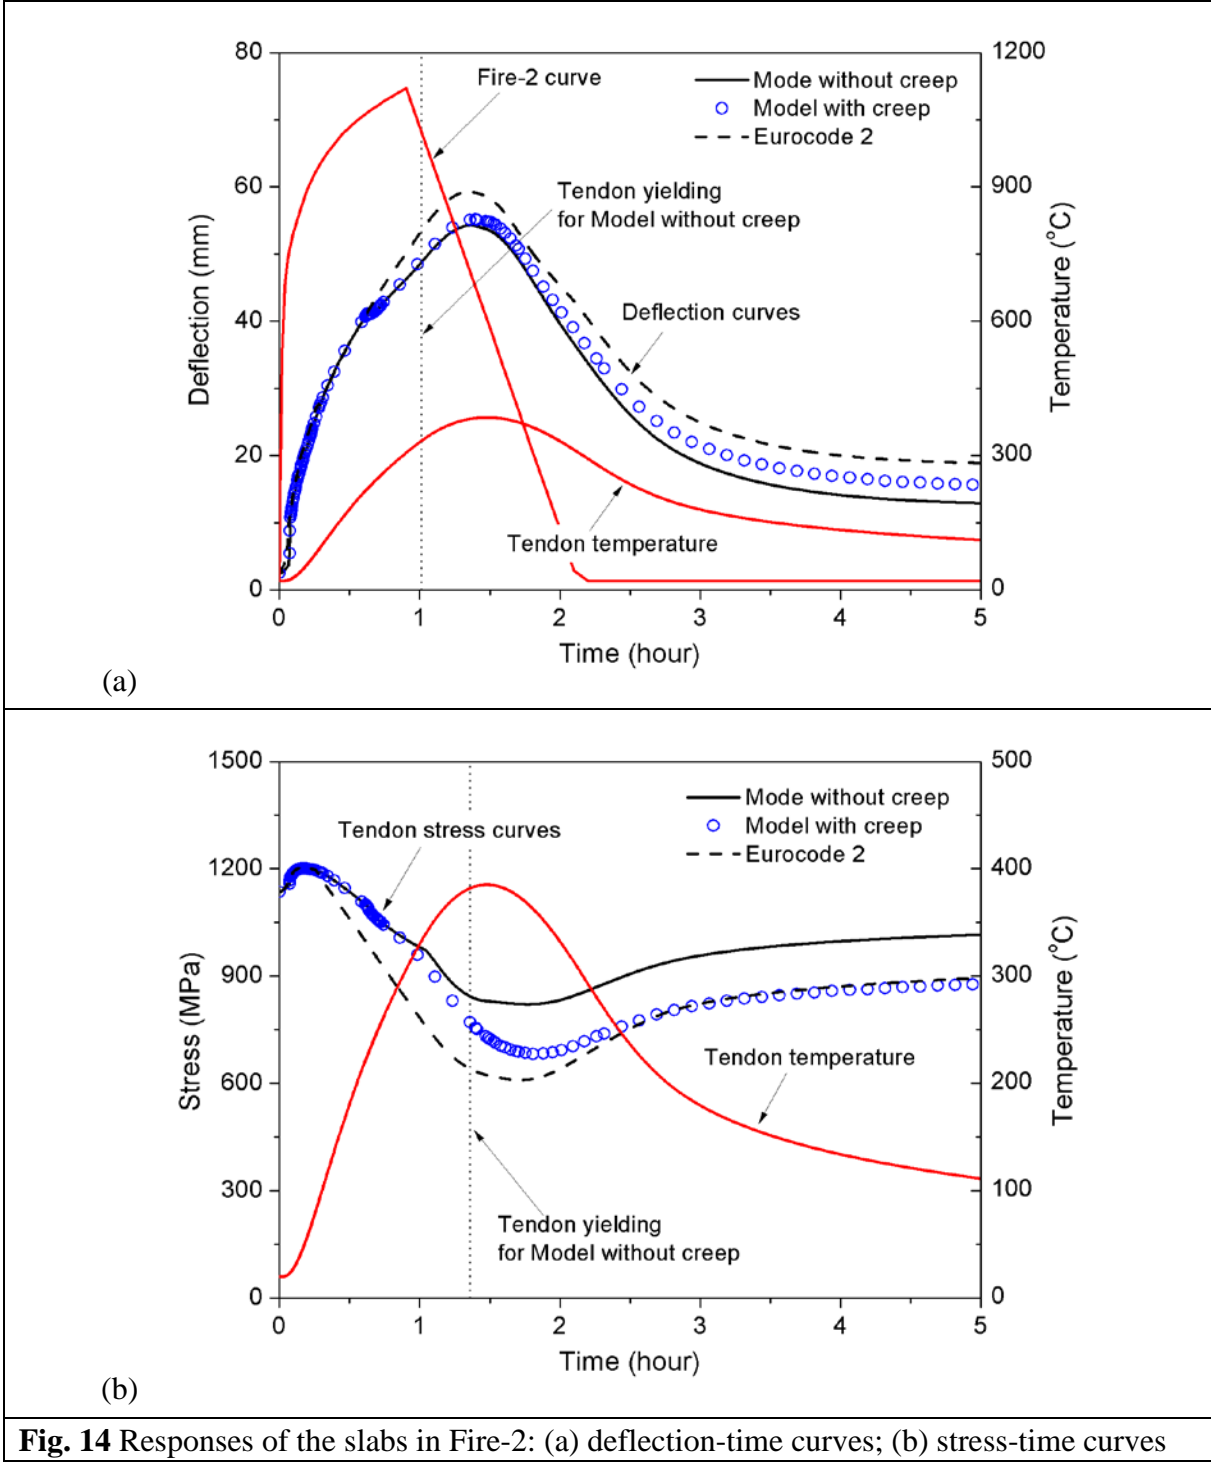 80
60
40
20
0
Deflection (mm)
1200
900
600
300
0
Temperature (°C)
Fire-2 curve
Mode without creep
Model with creep
Eurocode 2
Tendon yielding
for Model without creep
Deflection curves
Tendon temperature
0 1 2 3 4 5
Time (hour)
(a)
1500
1200
900
600
300
0
Stress (MPa)
500
400
300
200
100
0
Temperature (°C)
Mode without creep
Model with creep
Eurocode 2
Tendon stress curves
Tendon temperature
Tendon yielding
for Model without creep
0 1 2 3 4 5
Time (hour)
(b)
Fig. 14 Responses of the slabs in Fire-2: (a) deflection-time curves; (b) stress-time curves